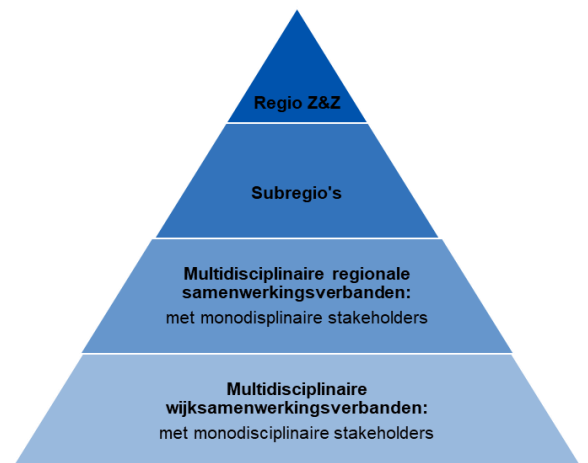 Regio Z&Z
Subregio's
Multidisciplinaire regionale
samenwerkingsverbanden:
met monodisplinaire stakeholders
Multidisciplinaire
wijksamenwerkingsverbanden:
met monodisciplinaire stakeholders